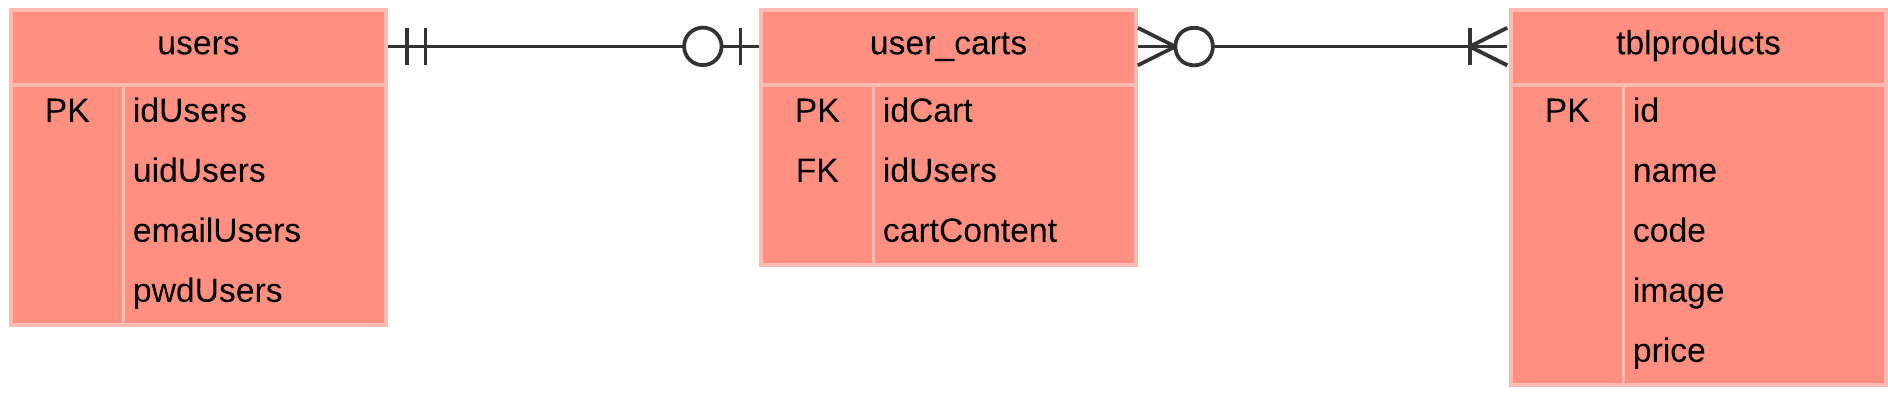 users
PK idUsers
uidUsers
emailUsers
pwdUsers
user_carts
PK idCart
FK idUsers
cartContent
tblproducts
PK id
name
code
image
price